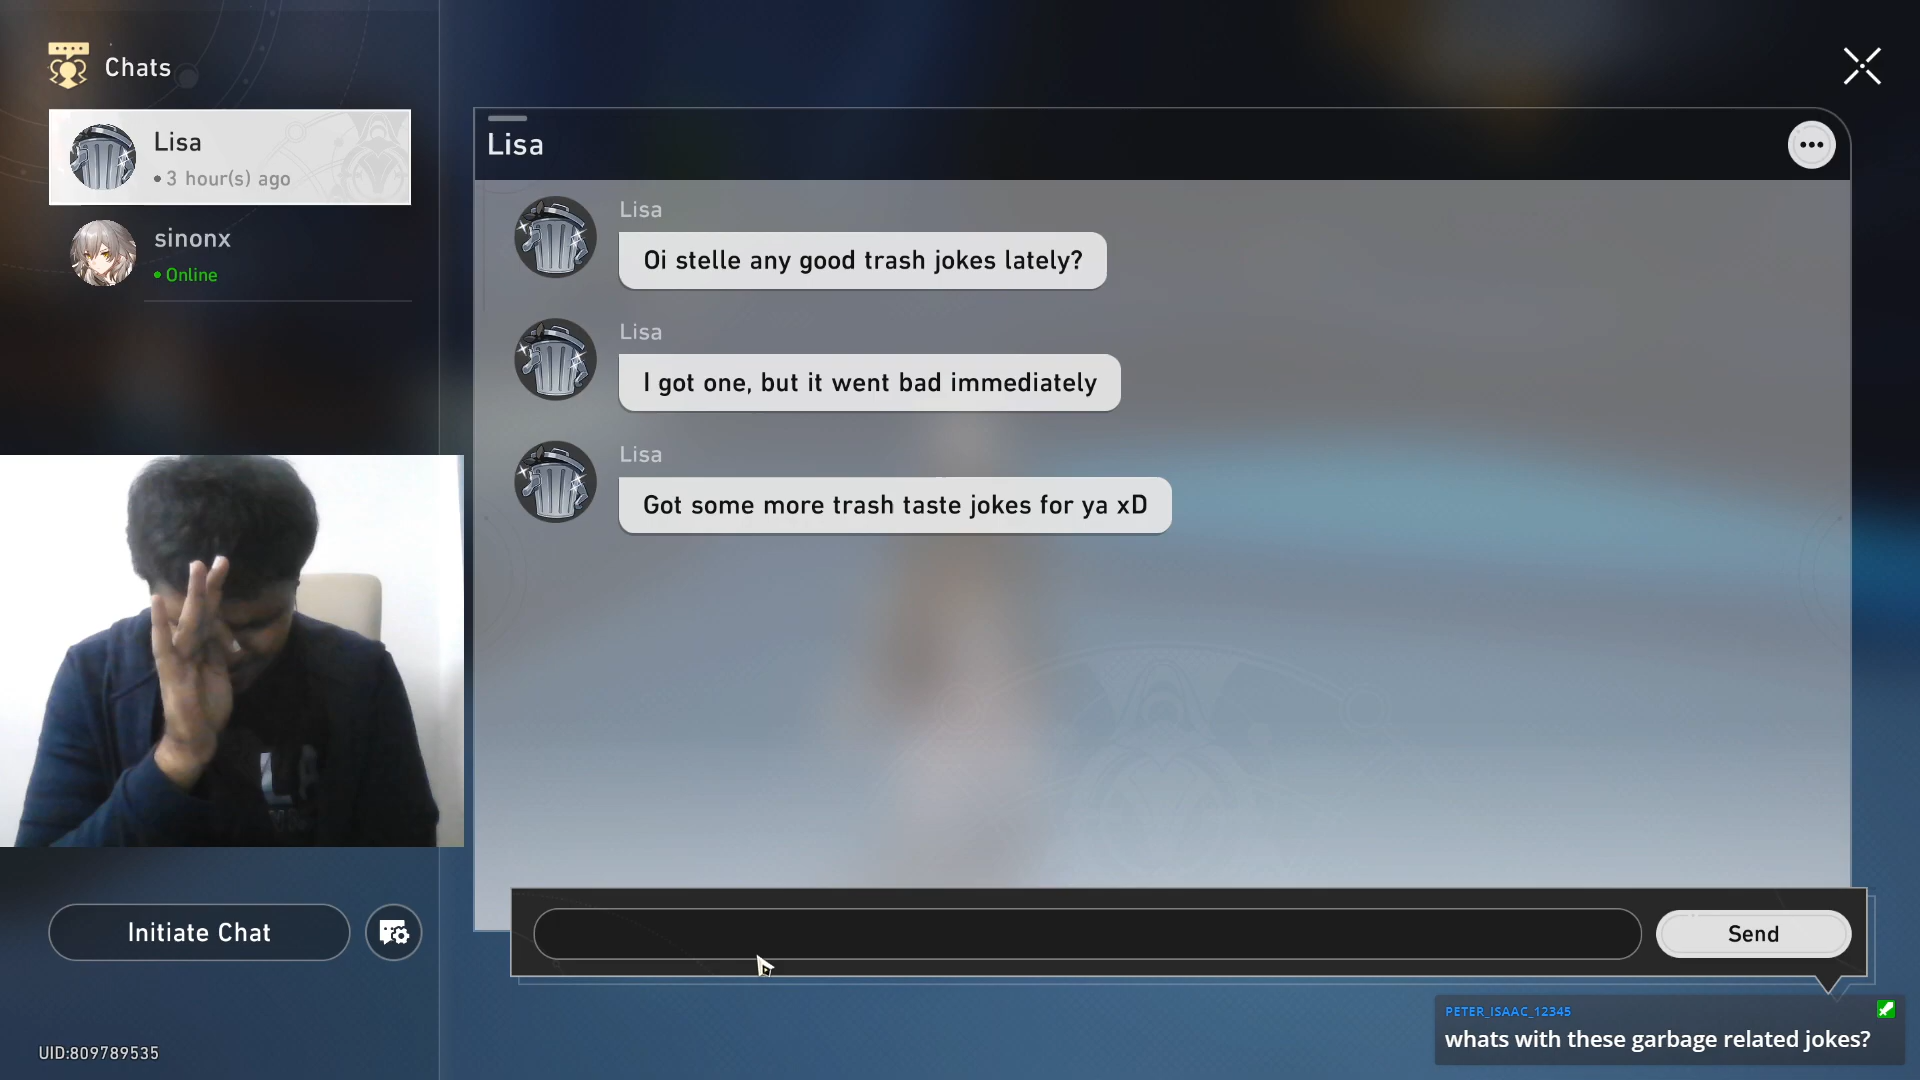 Chats
Lisa
3 hour(s) ago
sinonx
Online
Lisa
Lisa
Oi stelle any good trash jokes lately?
Lisa
I got one, but it went bad immediately
Lisa
Got some more trash taste jokes for ya xD
LA
Initiate Chat
Send
PETER_ISAAC_12345
whats with these garbage related jokes?
UID:809789535